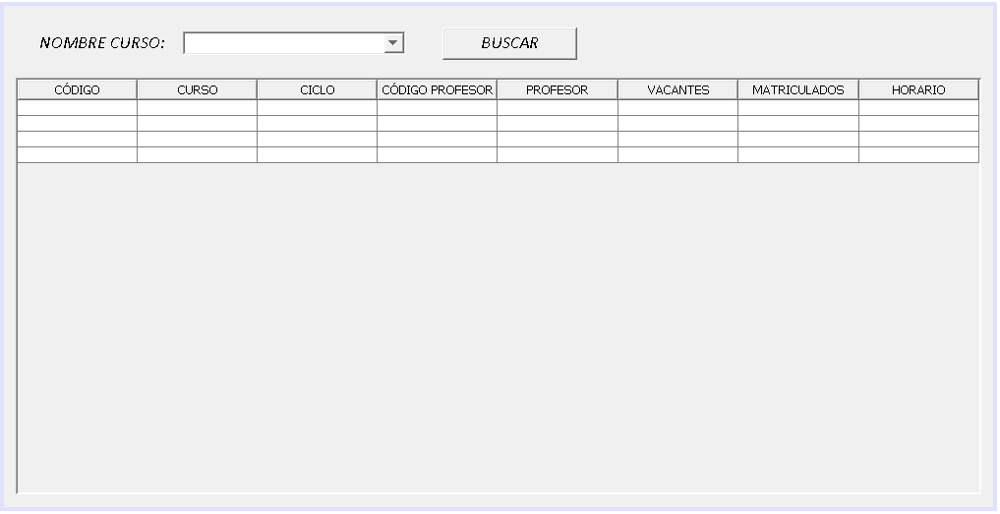 NOMBRE CURSO: BUSCAR
CÓDIGO CURSO CICLO CÓDIGO PROFESOR PROFESOR VACANTES MATRICULADOS HORARIO